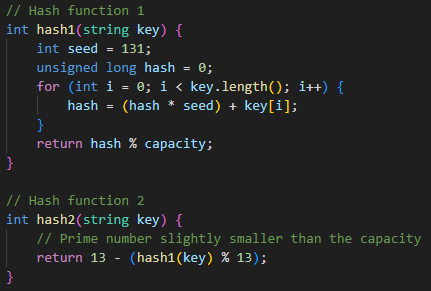 // Hash function 1
int hash1(string key) {
    int seed = 131;
    unsigned long hash = 0;
    for (int i = 0; i < key.length(); i++) {
        hash = (hash * seed) + key[i];
    }
    return hash % capacity;
}

// Hash function 2
int hash2(string key) {
    // Prime number slightly smaller than the capacity
    return 13 - (hash1(key) % 13);
}